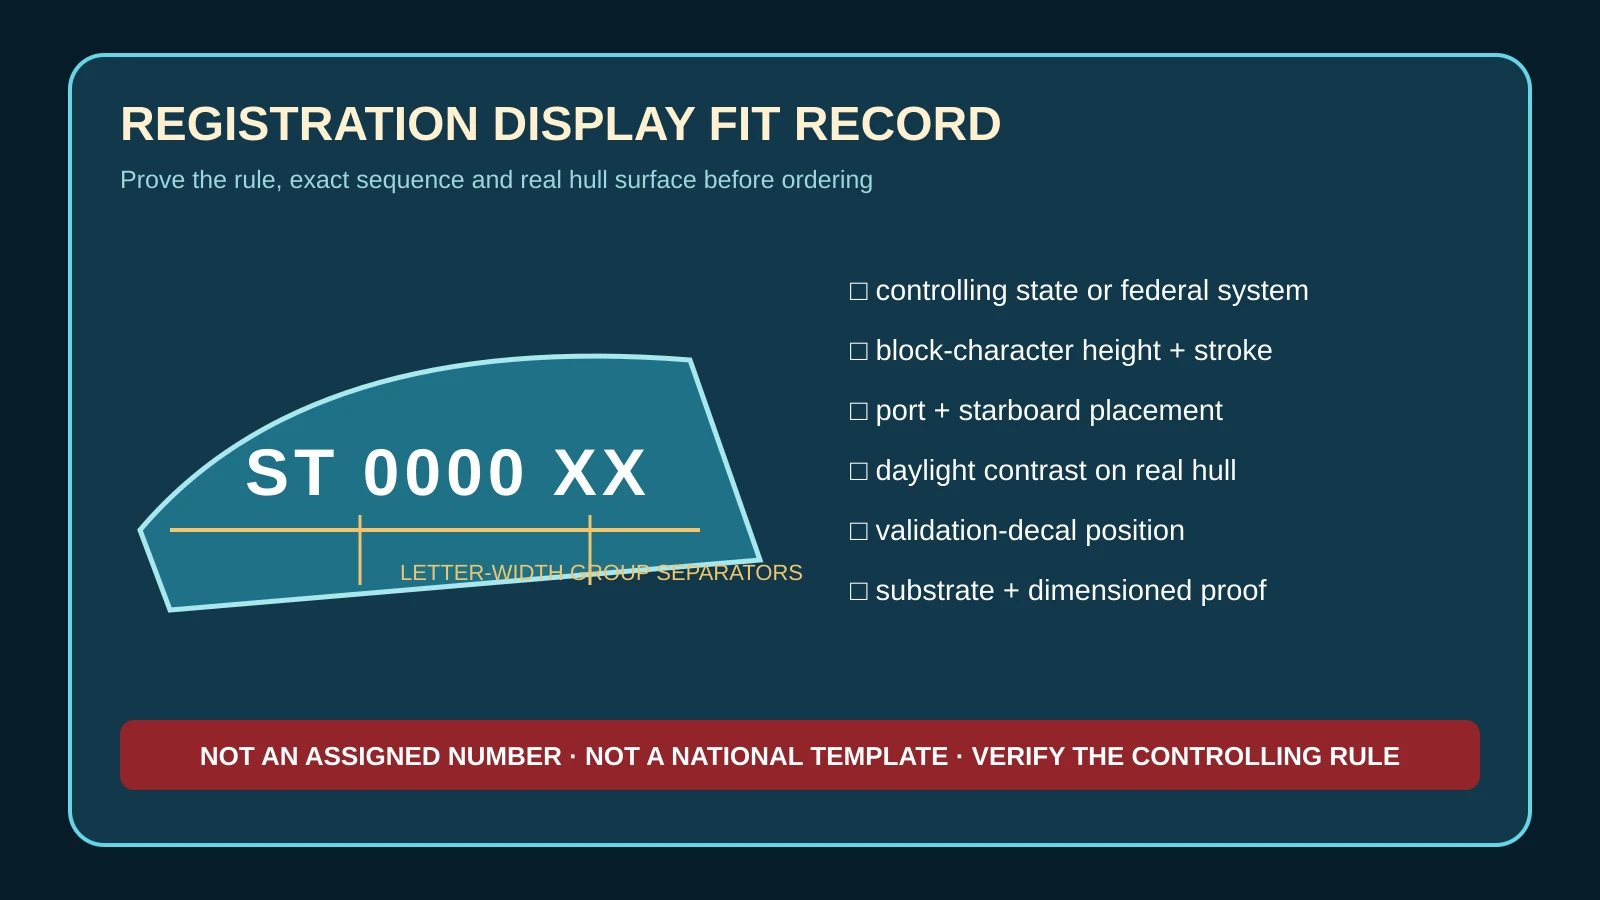 REGISTRATION DISPLAY FIT RECORD
Prove the rule, exact sequence and real hull surface before ordering
ST 0000 XX
LETTER-WIDTH GROUP SEPARATORS
☐ controlling state or federal system
☐ block-character height + stroke
☐ port + starboard placement
☐ daylight contrast on real hull
☐ validation-decal position
☐ substrate + dimensioned proof
NOT AN ASSIGNED NUMBER · NOT A NATIONAL TEMPLATE · VERIFY THE CONTROLLING RULE